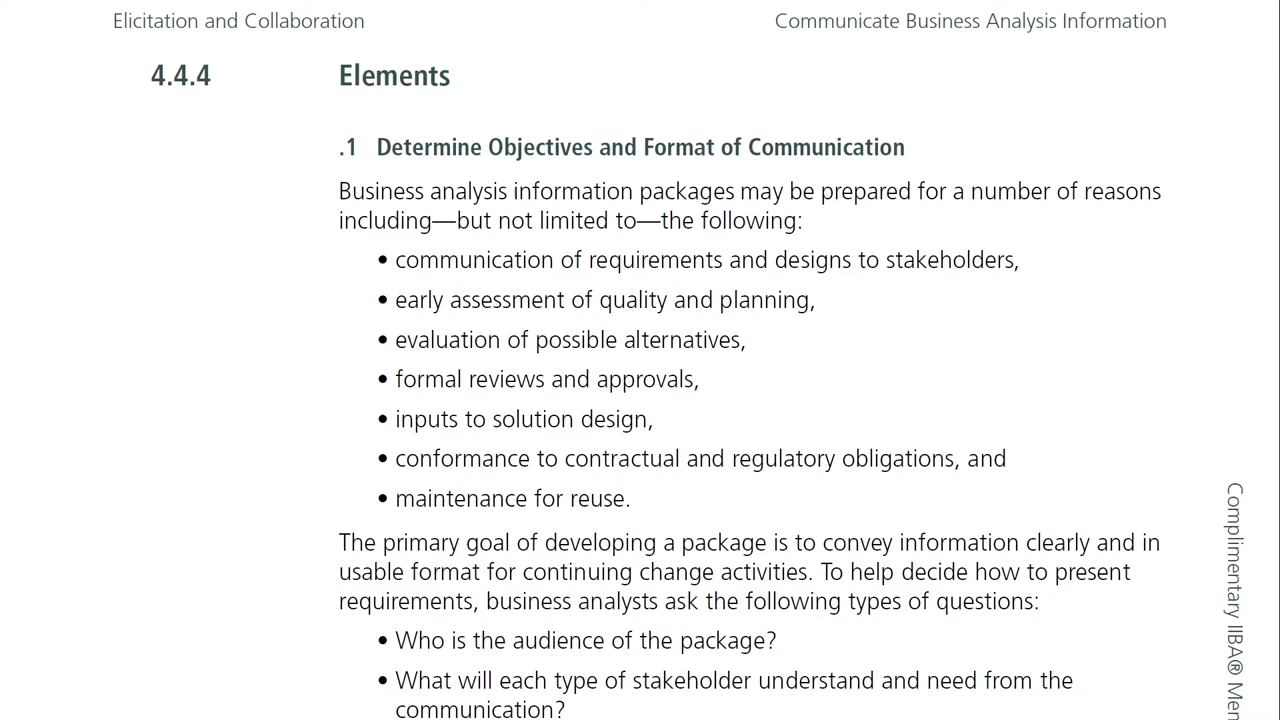 Elicitation and Collaboration
Communicate Business Analysis Information
4.4.4 Elements
.1 Determine Objectives and Format of Communication
Business analysis information packages may be prepared for a number of reasons
including—but not limited to—the following:
• communication of requirements and designs to stakeholders,
• early assessment of quality and planning,
• evaluation of possible alternatives,
• formal reviews and approvals,
• inputs to solution design,
• conformance to contractual and regulatory obligations, and
• maintenance for reuse.
The primary goal of developing a package is to convey information clearly and in
usable format for continuing change activities. To help decide how to present
requirements, business analysts ask the following types of questions:
• Who is the audience of the package?
• What will each type of stakeholder understand and need from the
communication?
Complimentary IIBA®